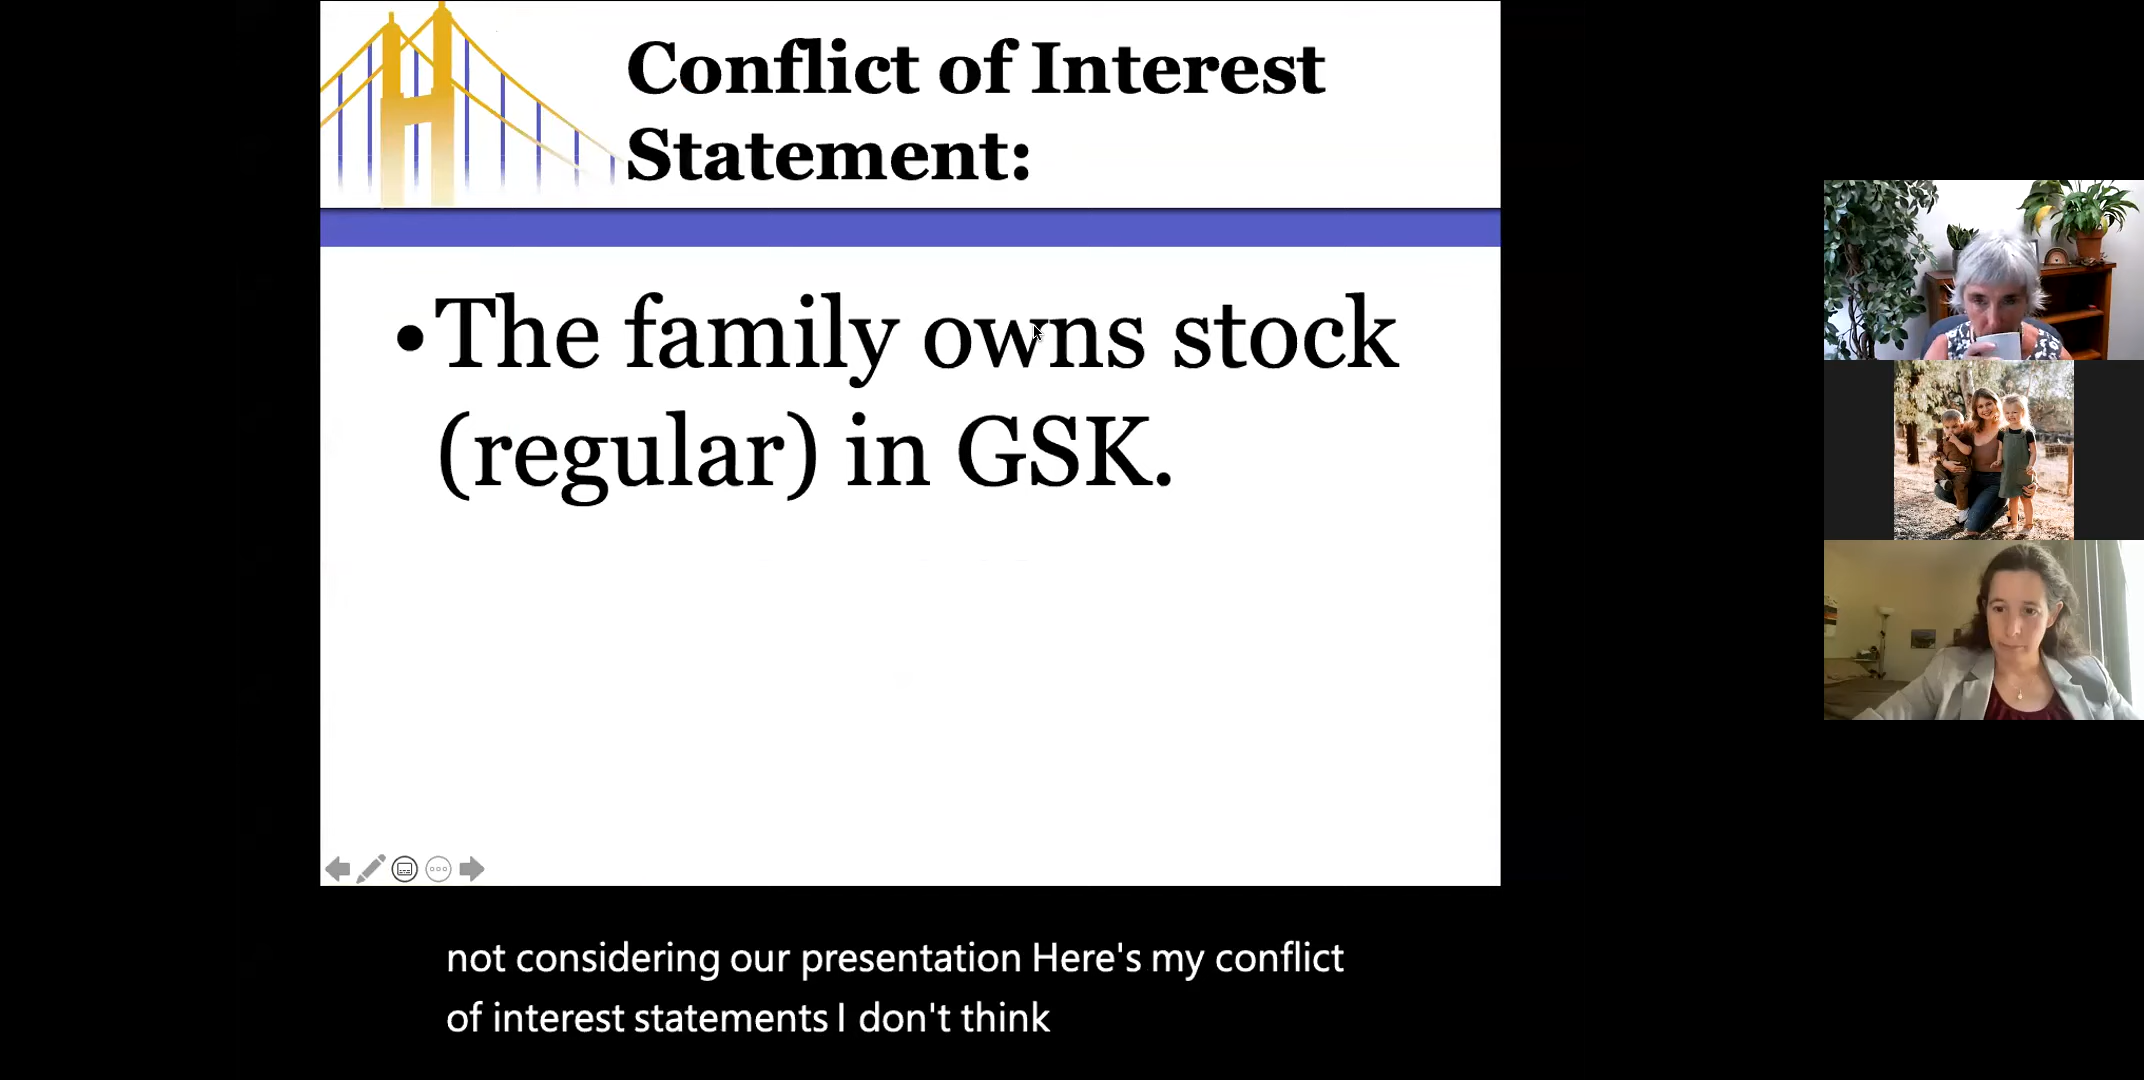 Conflict of Interest
Statement:
•The family owns stock
(regular) in GSK.
not considering our presentation Here's my conflict
of interest statements I don't think